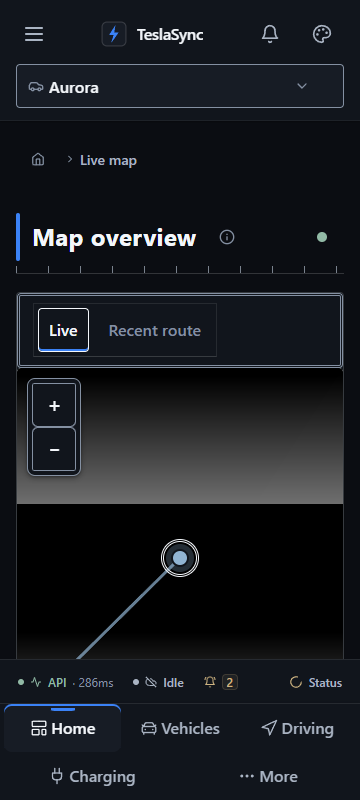 TeslaSync
Aurora
Live map
Map overview
Live
Recent route
+
−
API · 286ms
Idle
2
Status
Home
Vehicles
Driving
Charging
More